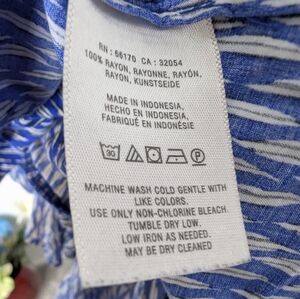 RN : 66170 CA : 32054
100% RAYON, RAYONNE, RAYÓN,
RAYON, KUNSTSEIDE
MADE IN INDONESIA,
HECHO EN INDONESIA,
FABRIQUÉ EN INDONÉSIE
30 P
MACHINE WASH COLD GENTLE WITH
LIKE COLORS.
USE ONLY NON-CHLORINE BLEACH.
TUMBLE DRY LOW.
LOW IRON AS NEEDED.
MAY BE DRY CLEANED